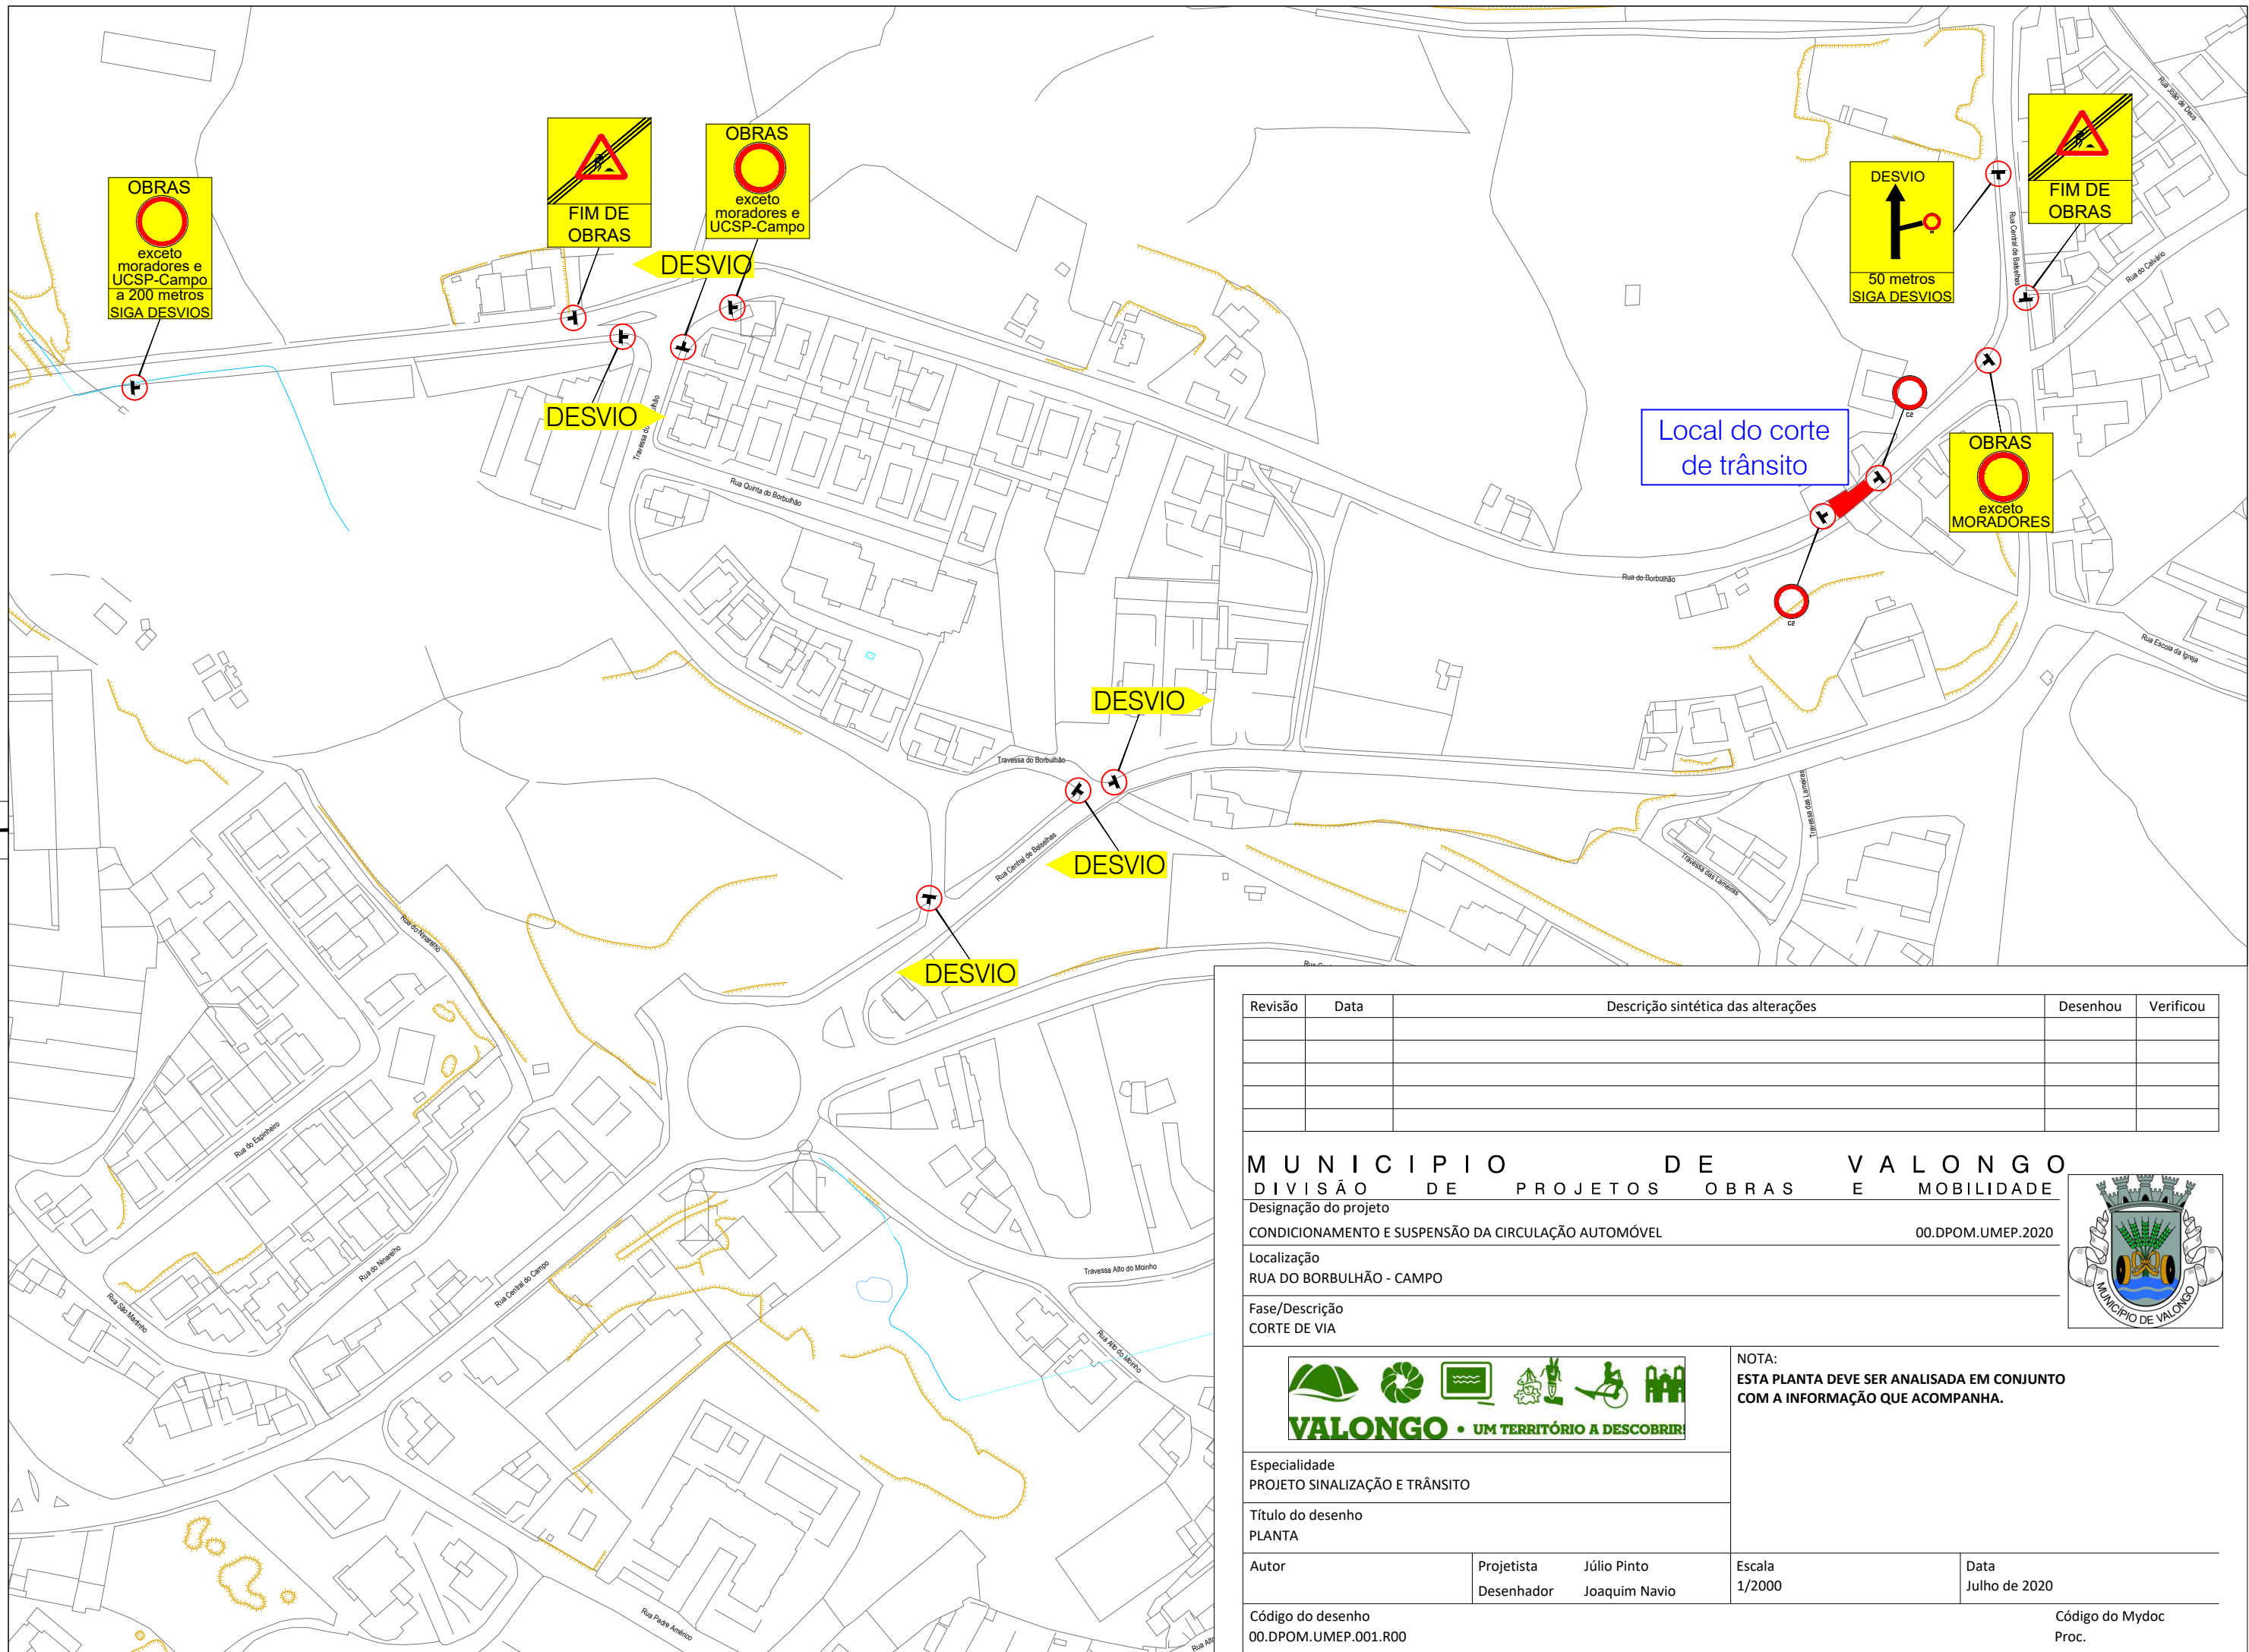 OBRAS
exceto
moradores e
UCSP-Campo
a 200 metros
SIGA DESVIOS
FIM DE
OBRAS
OBRAS
exceto
moradores e
UCSP-Campo
DESVIO
DESVIO
DESVIO
50 metros
SIGA DESVIOS
FIM DE
OBRAS
Rua João de Deus
Rua Central de Balselhas
Rua do Calvário
C2
Local do corte
de trânsito
OBRAS
exceto
MORADORES
C2
Rua Quinta do Borbulhão
Rua do Borbulhão
Rua Escola da Igreja
DESVIO
Travessa do Borbulhão
Rua Central de Balselhas
DESVIO
DESVIO
Travessa das Lameiras
Travessa das Lameiras
Rua do Ninarelho
Rua do Espinheiro
Rua do Ninarelho
Rua São Martinho
Rua Central do Campo
Travessa Alto do Moinho
Rua Alto do Moinho
Rua Padre Américo
Revisão Data Descrição sintética das alterações Desenhou Verificou
MUNICIPIO DE VALONGO
DIVISÃO DE PROJETOS OBRAS E MOBILIDADE
Designação do projeto
CONDICIONAMENTO E SUSPENSÃO DA CIRCULAÇÃO AUTOMÓVEL 00.DPOM.UMEP.2020
Localização
RUA DO BORBULHÃO - CAMPO
Fase/Descrição
CORTE DE VIA
MUNICÍPIO DE VALONGO
VALONGO • UM TERRITÓRIO A DESCOBRIR!
NOTA:
ESTA PLANTA DEVE SER ANALISADA EM CONJUNTO
COM A INFORMAÇÃO QUE ACOMPANHA.
Especialidade
PROJETO SINALIZAÇÃO E TRÂNSITO
Título do desenho
PLANTA
Autor
Projetista Júlio Pinto
Desenhador Joaquim Navio
Escala
1/2000
Data
Julho de 2020
Código do desenho
00.DPOM.UMEP.001.R00
Código do Mydoc
Proc.